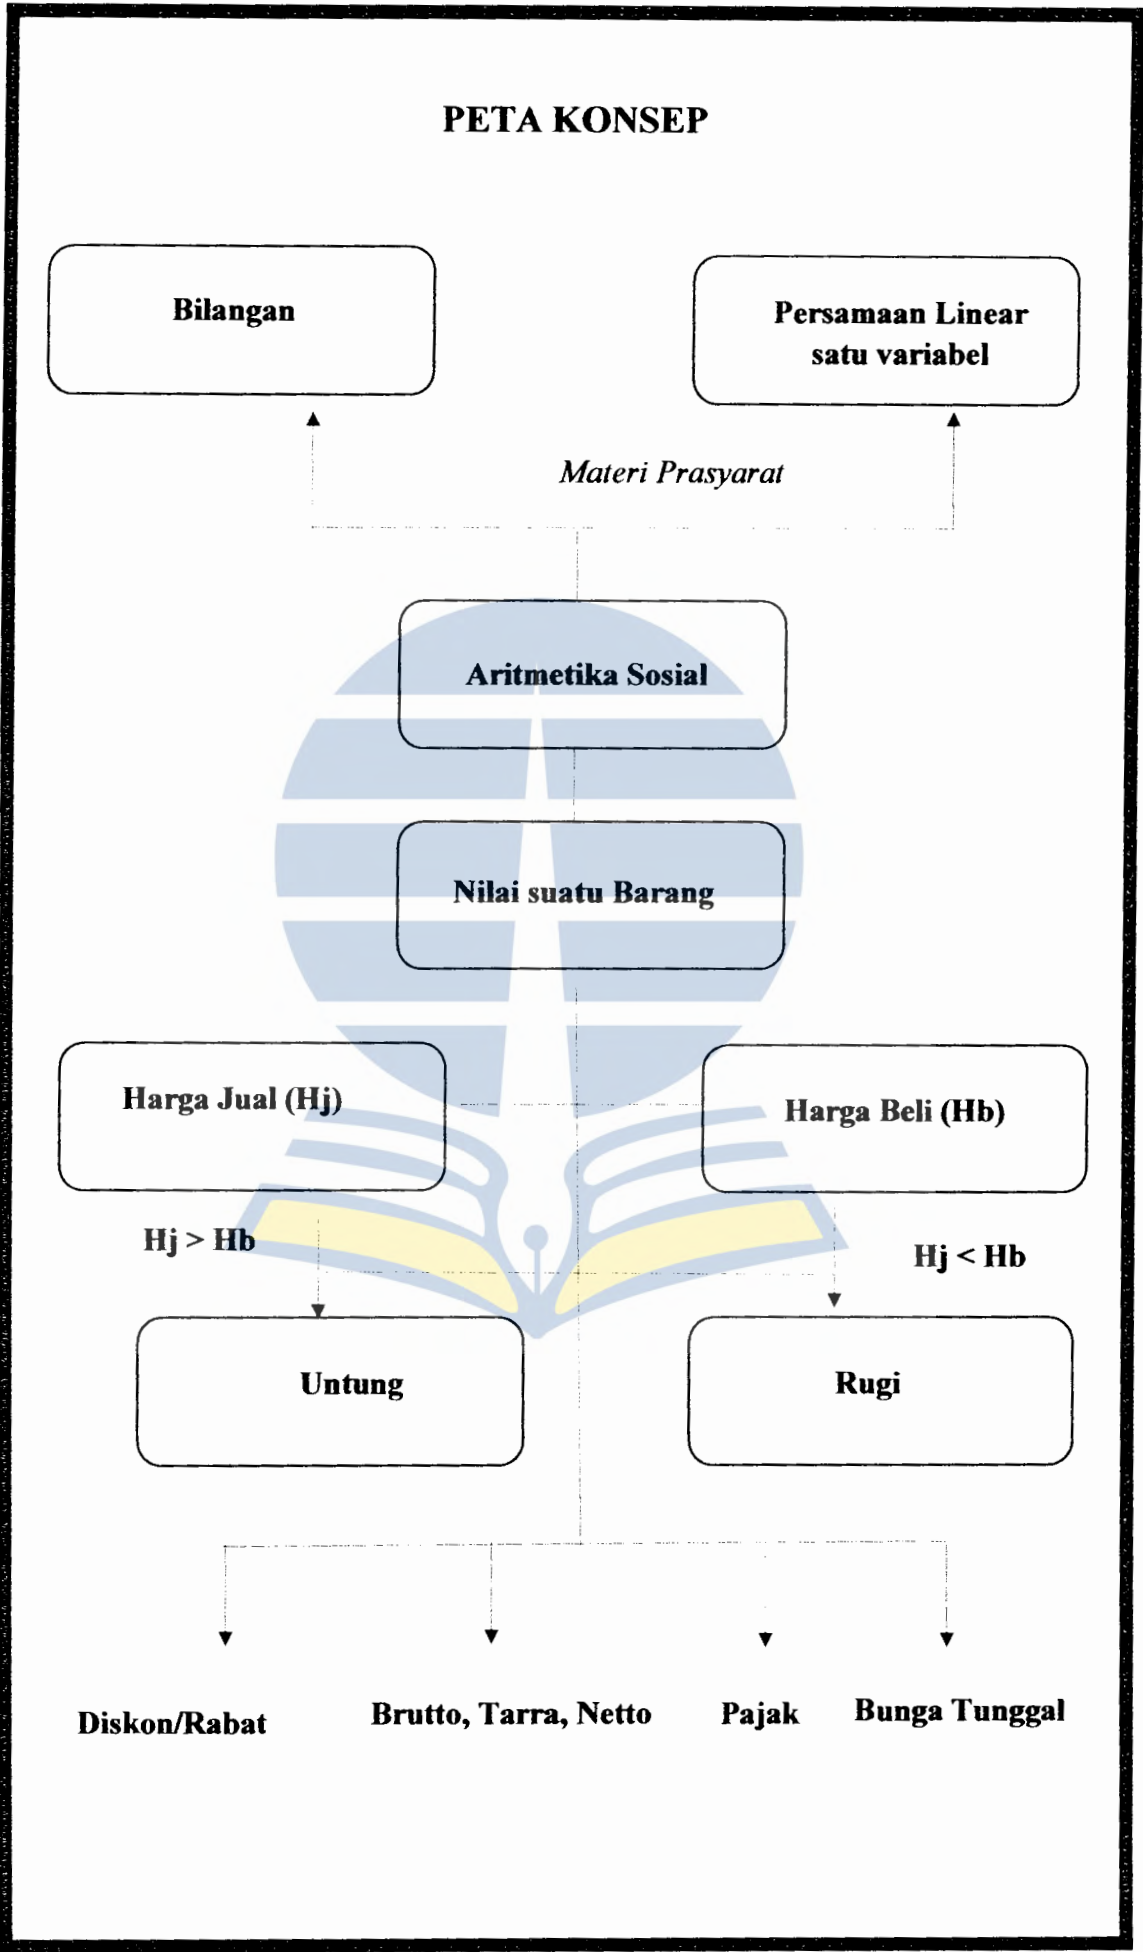 PETA KONSEP
Bilangan
Persamaan Linear
satu variabel
Materi Prasyarat
Aritmetika Sosial
Nilai suatu Barang
Harga Jual (Hj)
Harga Beli (Hb)
Hj > Hb
Hj < Hb
Untung
Rugi
Diskon/Rabat
Brutto, Tarra, Netto
Pajak
Bunga Tunggal